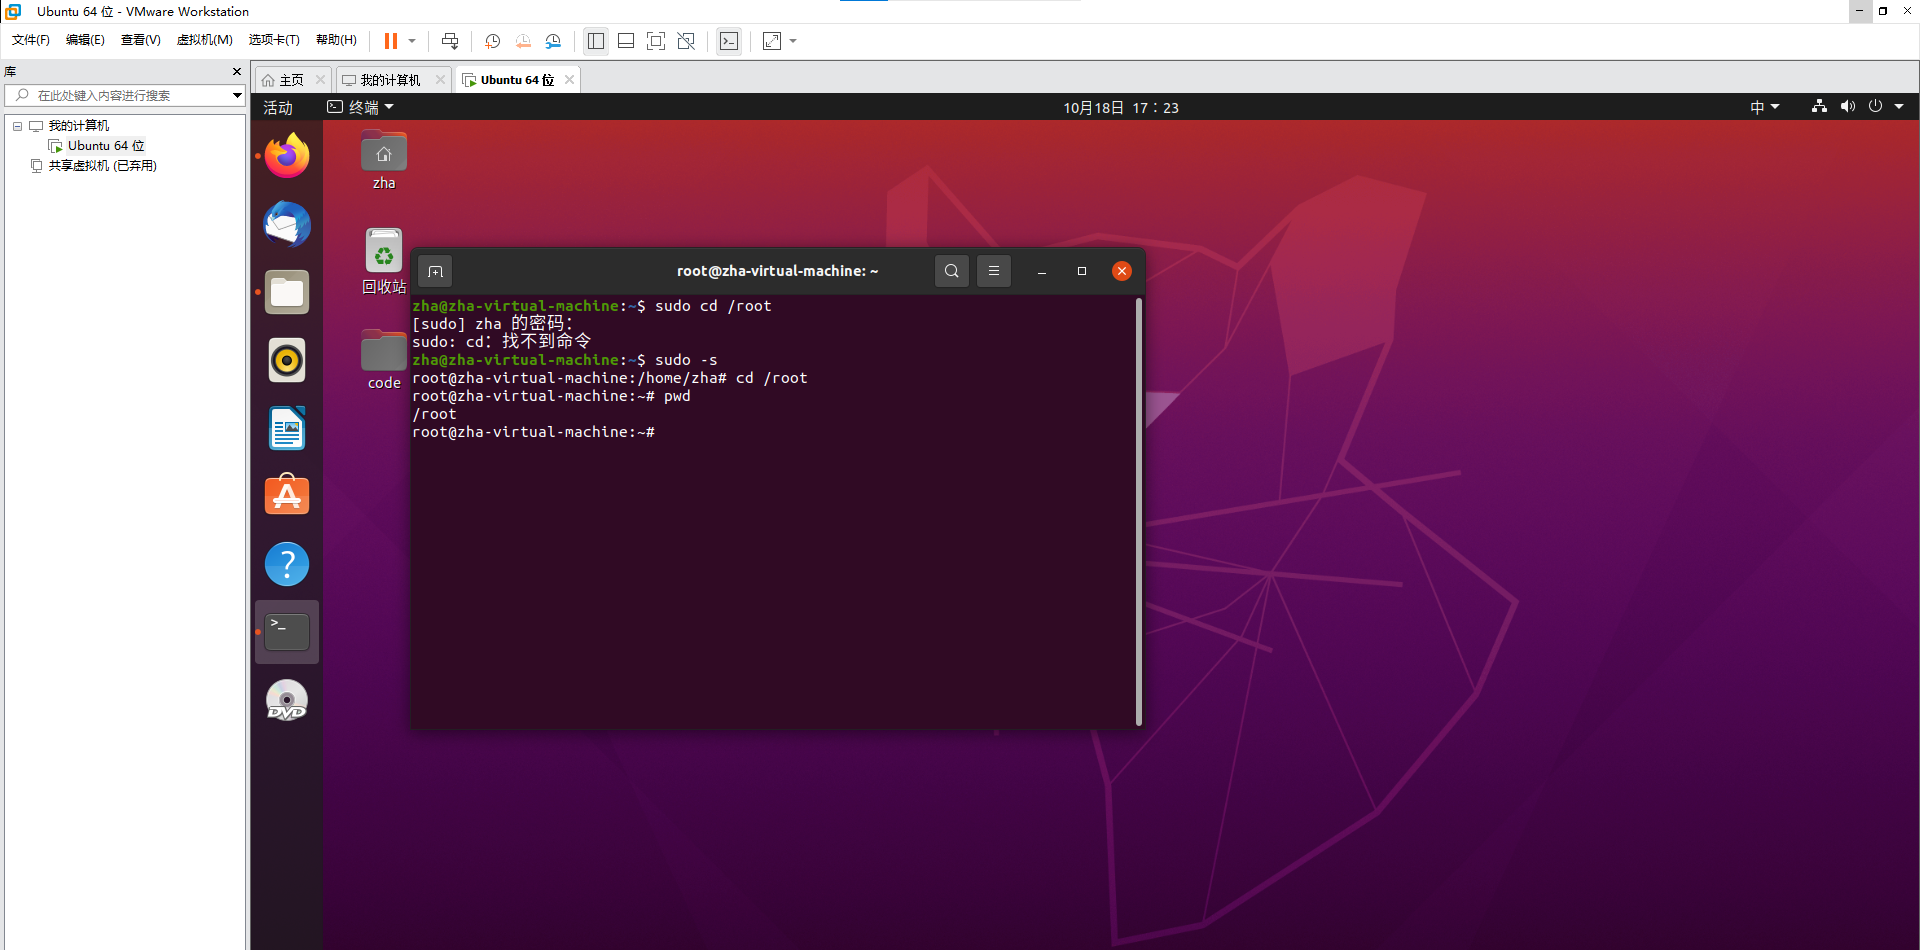 Ubuntu 64 位 - VMware Workstation
文件(F) 编辑(E) 查看(V) 虚拟机(M) 选项卡(T) 帮助(H)
库
在此处键入内容进行搜索
我的计算机
Ubuntu 64 位
共享虚拟机 (已弃用)
主页 我的计算机 Ubuntu 64 位
活动 终端 10月18日 17：23 中
zha
回收站
code
DVD
root@zha-virtual-machine: ~
zha@zha-virtual-machine:~$ sudo cd /root
[sudo] zha 的密码：
sudo: cd：找不到命令
zha@zha-virtual-machine:~$ sudo -s
root@zha-virtual-machine:/home/zha# cd /root
root@zha-virtual-machine:~# pwd
/root
root@zha-virtual-machine:~#